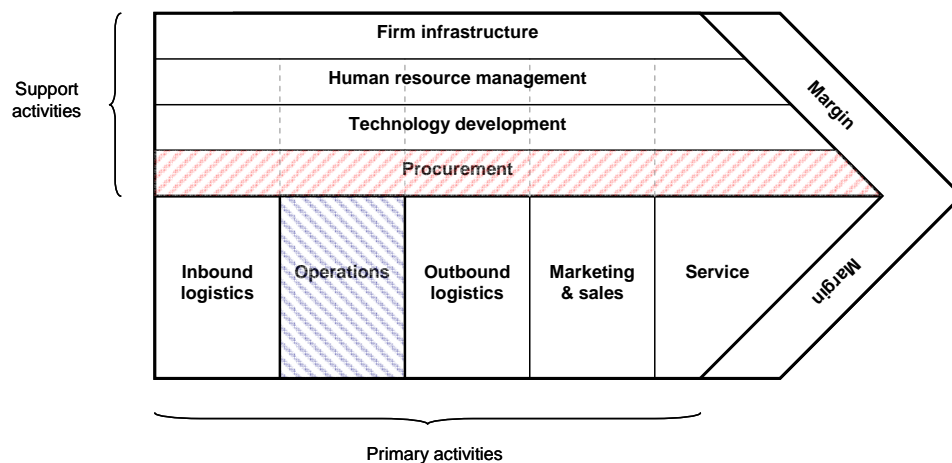 Firm infrastructure
Human resource management
Support
activities
Technology development
Procurement
Margin
Inbound
logistics
Operations
Outbound
logistics
Marketing
& sales
Service
Margin
Primary activities